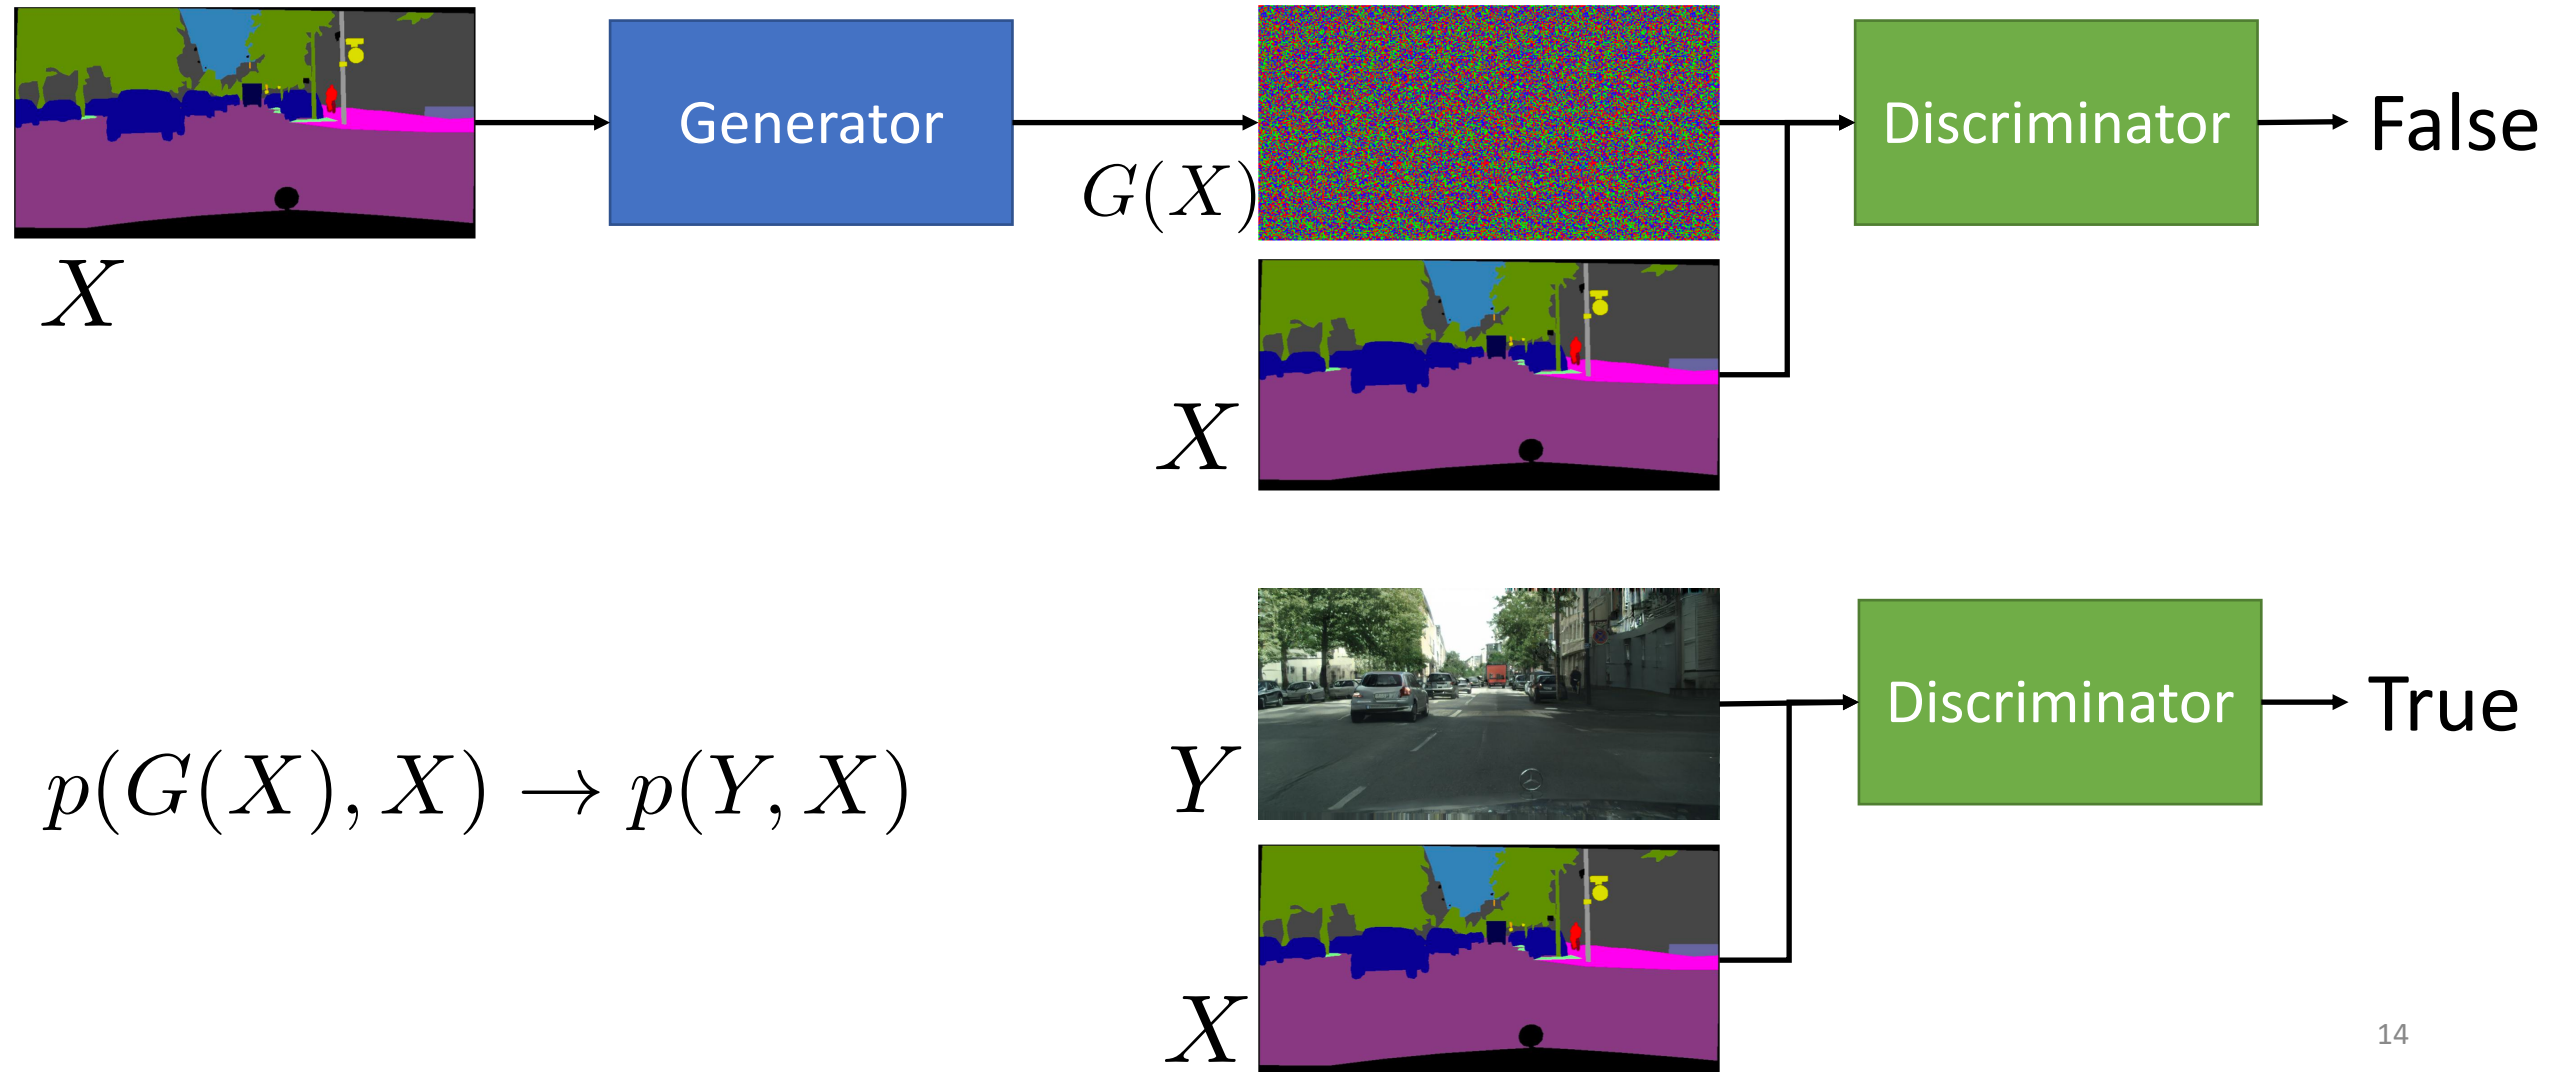 Generator
Discriminator
False
G(X)
X
X
Discriminator
True
p(G(X), X) → p(Y, X)
Y
X
14